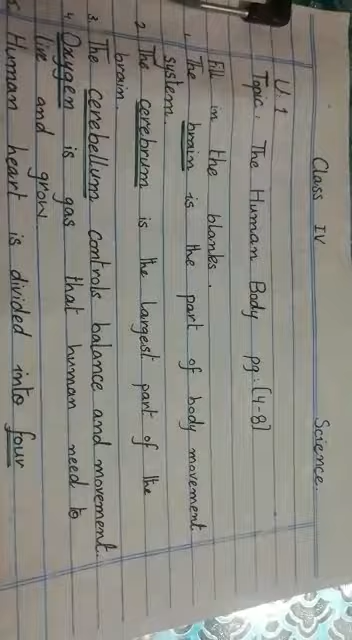 Class IV Science.
U.1
Topic. The Human Body pg:(4-8)
Fill in the blanks.
1. The brain is the part of body movement
system.
2. The cerebrum is the largest part of the
brain.
3. The cerebellum controls balance and movement.
4. Oxygen is gas that human need to
live and grow.
5 Human heart is divided into four